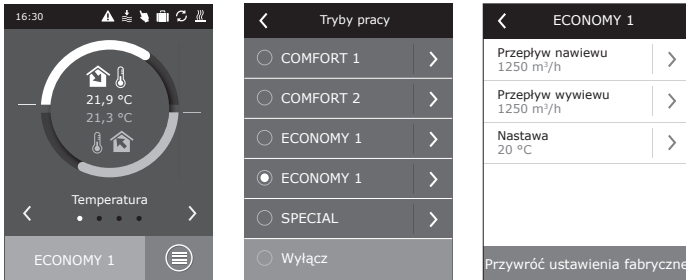 16:30
21,9 °C
21,3 °C
Temperatura
ECONOMY 1
Tryby pracy
COMFORT 1
COMFORT 2
ECONOMY 1
ECONOMY 1
SPECIAL
Wyłącz
ECONOMY 1
Przepływ nawiewu
1250 m³/h
Przepływ wywiewu
1250 m³/h
Nastawa
20 °C
Przywróć ustawienia fabryczne